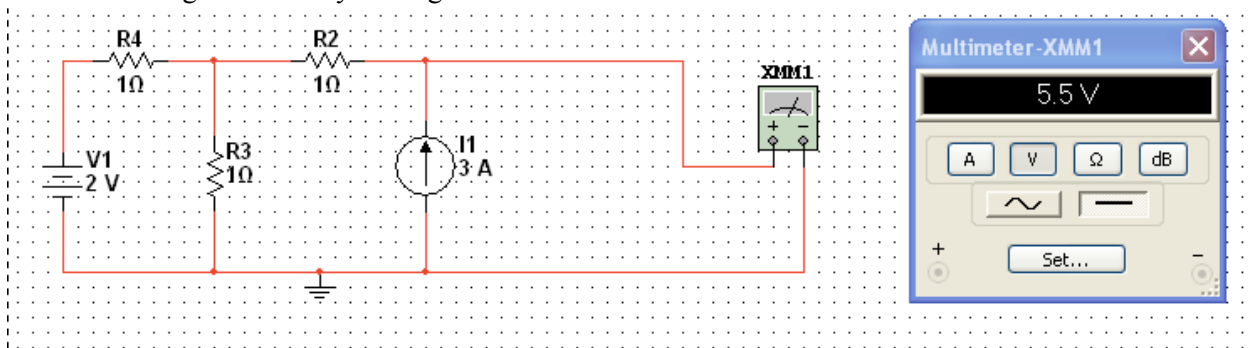 R4
1Ω
R2
1Ω
XMM1
+ −
V1
2 V
R3
1Ω
I1
3 A
Multimeter-XMM1
5.5 V
A V Ω dB
+ Set... −